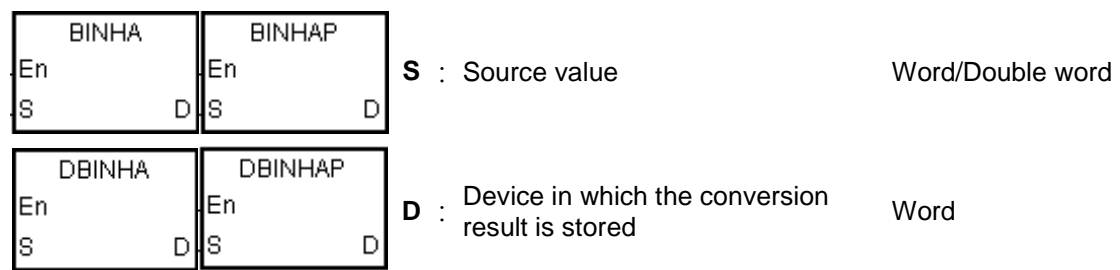 BINHA BINHAP
En En
S D S D
S : Source value Word/Double word
DBINHA DBINHAP
En En
S D S D
D : Device in which the conversion
result is stored
Word